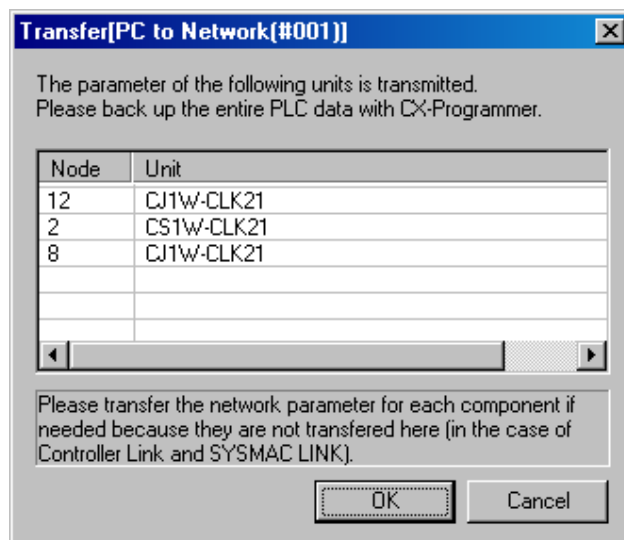 Transfer[PC to Network(#001)]
The parameter of the following units is transmitted.
Please back up the entire PLC data with CX-Programmer.
Node Unit
12 CJ1W-CLK21
2 CS1W-CLK21
8 CJ1W-CLK21
Please transfer the network parameter for each component if
needed because they are not transfered here (in the case of
Controller Link and SYSMAC LINK).
OK Cancel